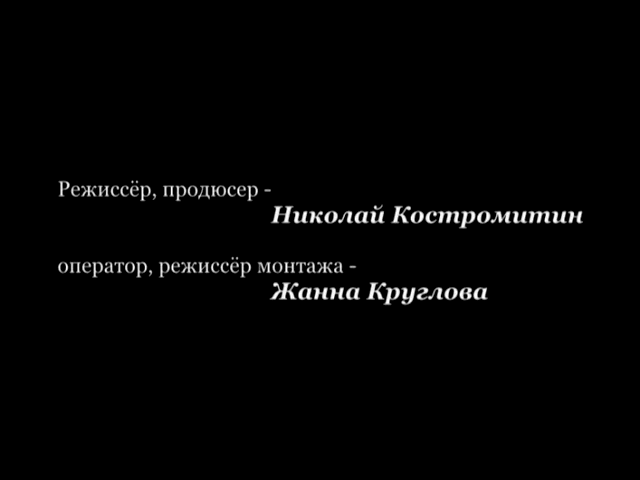 Режиссёр, продюсер -
Николай Костромитин
оператор, режиссёр монтажа -
Жанна Круглова